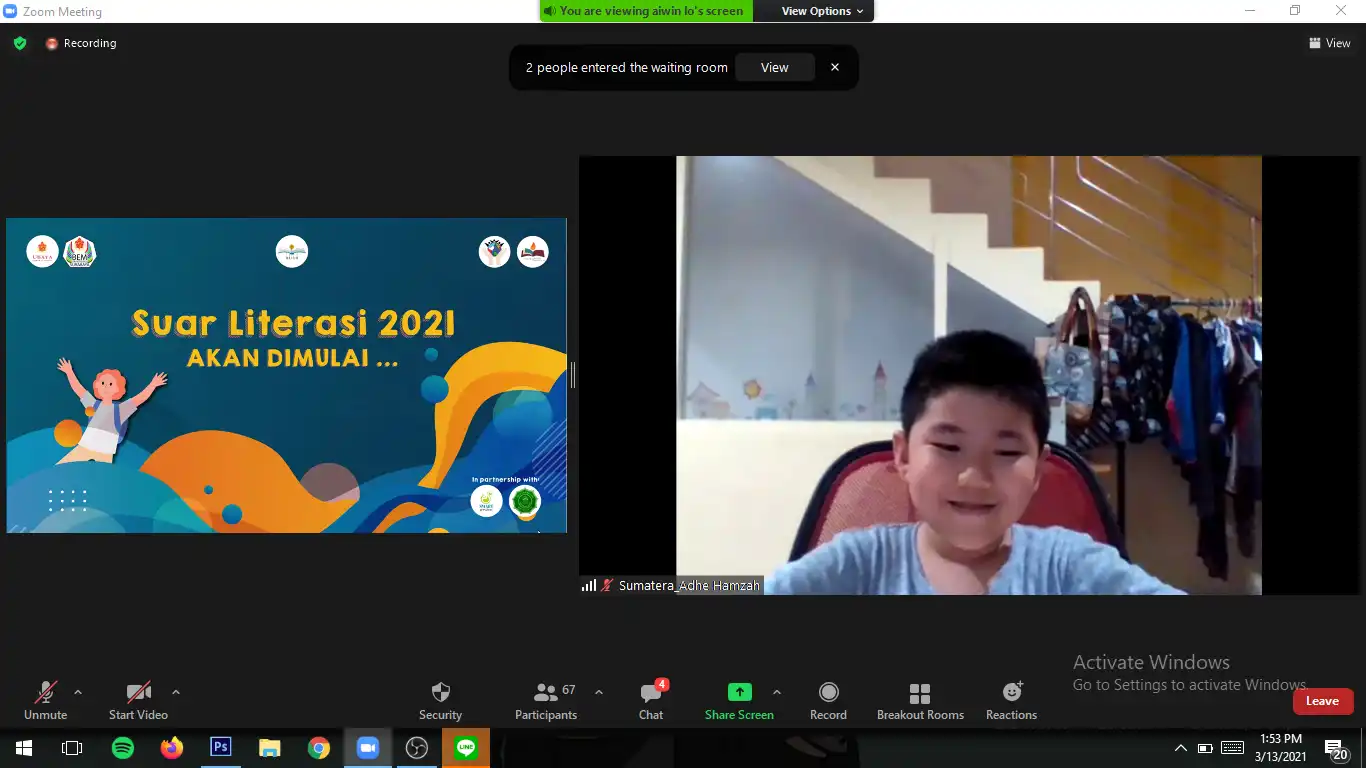 Zoom Meeting
You are viewing aiwin lo's screen
View Options
Recording
View
2 people entered the waiting room
View
UBAYA
BEM
Suar Literasi 2021
AKAN DIMULAI ...
In partnership with:
Sumatera_Adhe Hamzah
Activate Windows
Go to Settings to activate Windows.
Unmute
Start Video
Security
67
Participants
4
Chat
Share Screen
Record
Breakout Rooms
Reactions
Leave
Ps
LINE
1:53 PM
3/13/2021
20